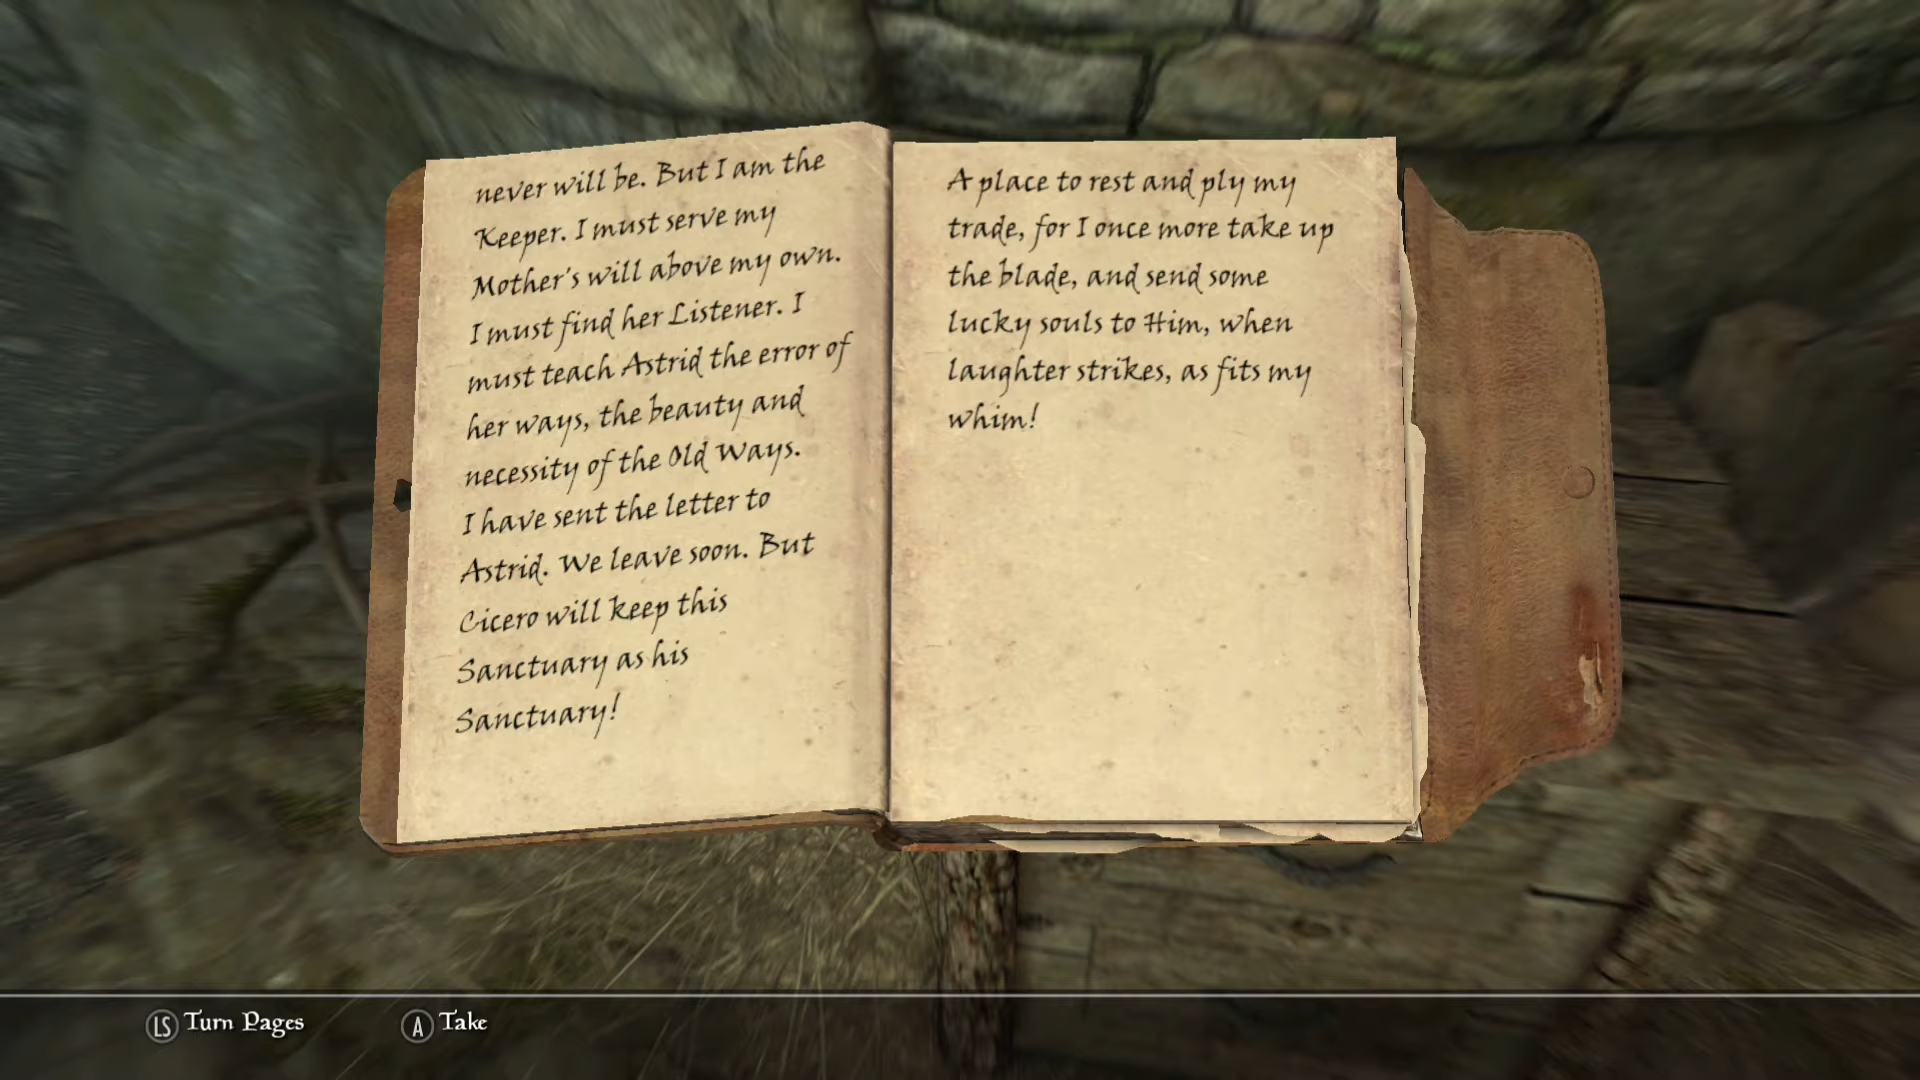 never will be. But I am the
Keeper. I must serve my
Mother's will above my own.
I must find her Listener. I
must teach Astrid the error of
her ways, the beauty and
necessity of the Old Ways.
I have sent the letter to
Astrid. We leave soon. But
Cicero will keep this
Sanctuary as his
Sanctuary!
A place to rest and ply my
trade, for I once more take up
the blade, and send some
lucky souls to Him, when
laughter strikes, as fits my
whim!
LS Turn Pages
A Take